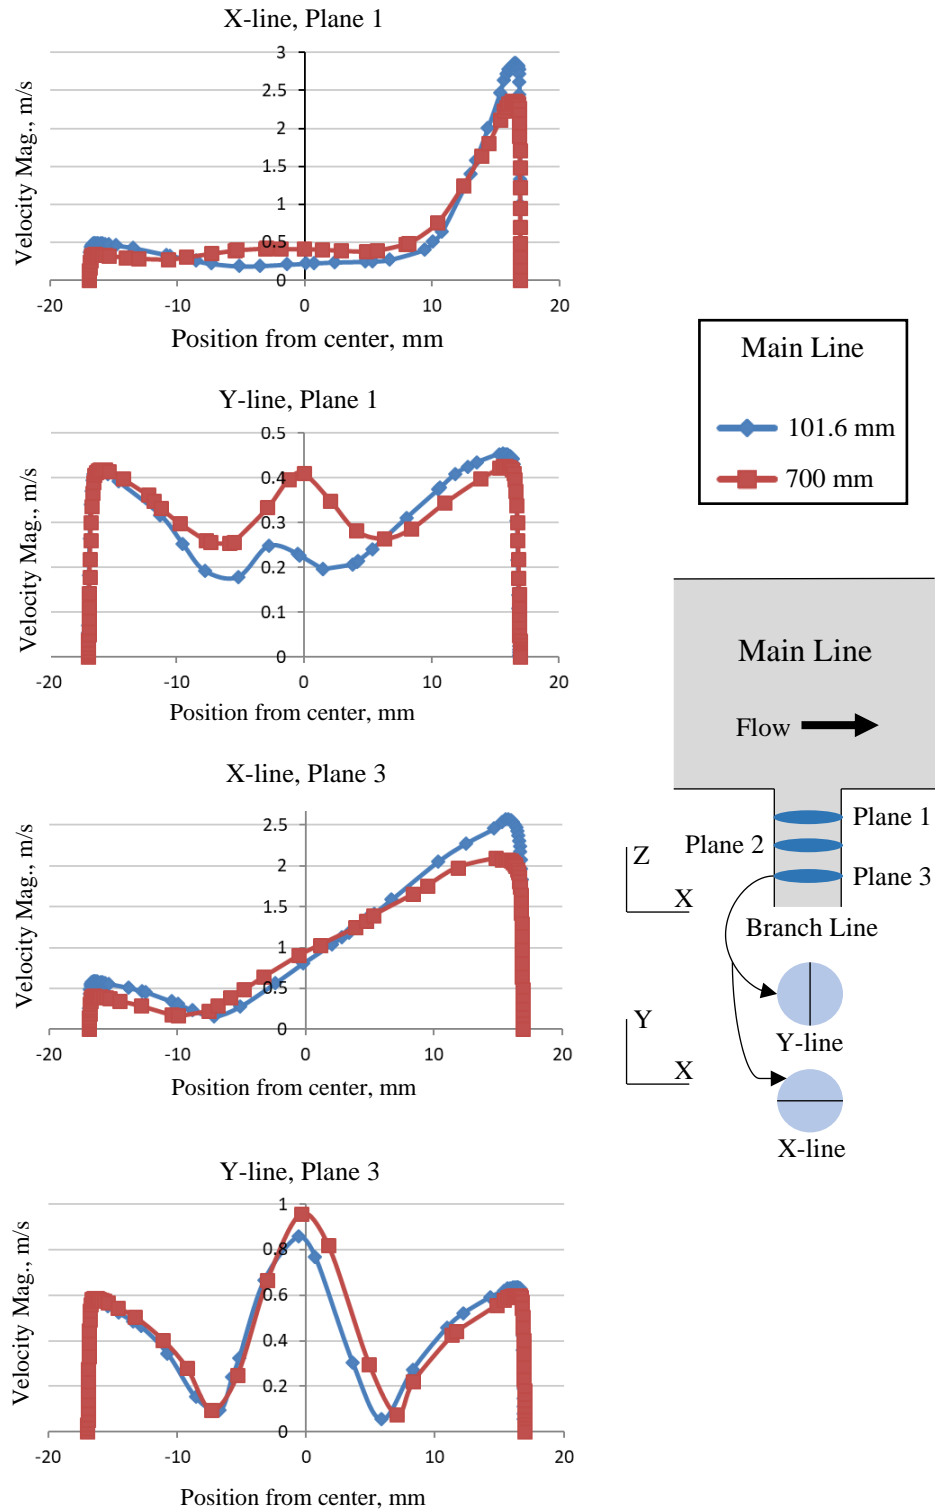 X-line, Plane 1
Velocity Mag., m/s
3
2.5
2
1.5
1
0.5
0
-20 -10 0 10 20
Position from center, mm
Y-line, Plane 1
Velocity Mag., m/s
0.5
0.4
0.3
0.2
0.1
0
-20 -10 0 10 20
Position from center, mm
X-line, Plane 3
Velocity Mag., m/s
2.5
2
1.5
1
0.5
0
-20 -10 0 10 20
Position from center, mm
Y-line, Plane 3
Velocity Mag., m/s
1
0.8
0.6
0.4
0.2
0
-20 -10 0 10 20
Position from center, mm
Main Line
101.6 mm
700 mm
Main Line
Flow
Plane 1
Plane 2
Plane 3
Z
X
Branch Line
Y
X
Y-line
X-line